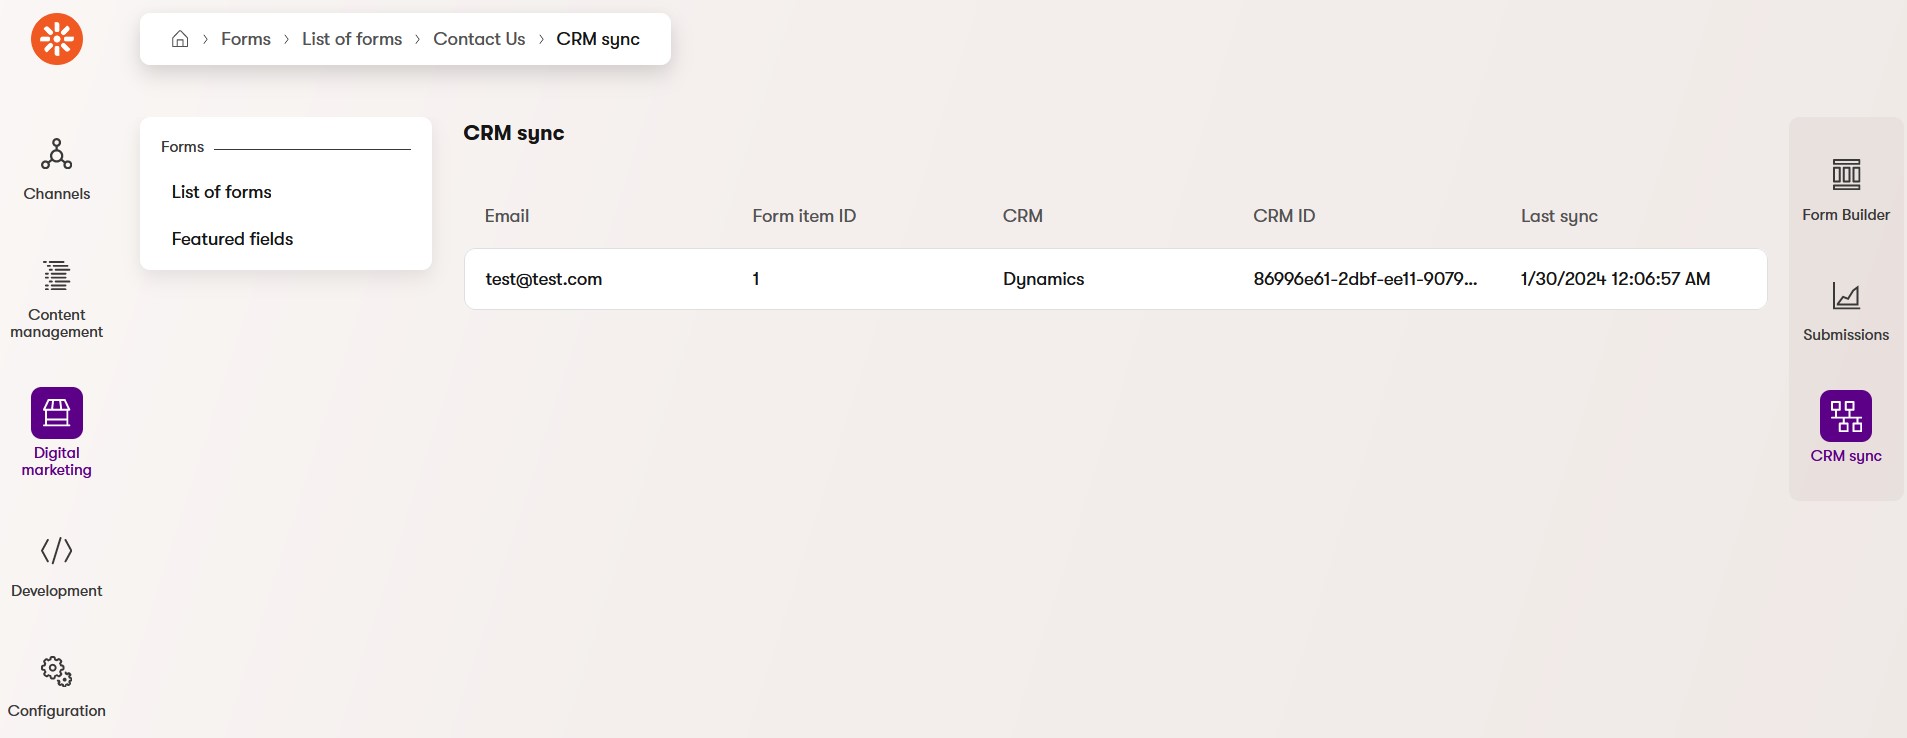 Forms
List of forms
Contact Us
CRM sync
Channels
Content
management
Digital
marketing
Development
Configuration
Forms
List of forms
Featured fields
CRM sync
Email Form item ID CRM CRM ID Last sync
test@test.com 1 Dynamics 86996e61-2dbf-ee11-9079... 1/30/2024 12:06:57 AM
Form Builder
Submissions
CRM sync